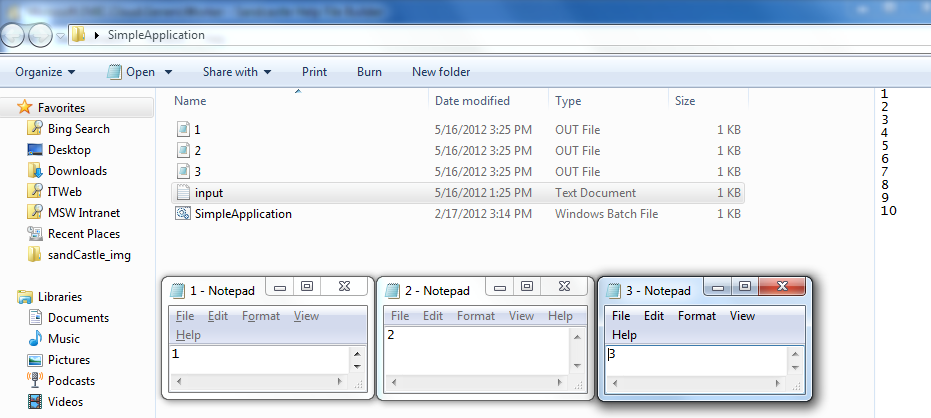 SimpleApplication
Organize Open Share with Print Burn New folder
Favorites
Bing Search
Desktop
Downloads
ITWeb
MSW Intranet
Recent Places
sandCastle_img
Libraries
Documents
Music
Pictures
Podcasts
Videos
Name Date modified Type Size
1 5/16/2012 3:25 PM OUT File 1 KB
2 5/16/2012 3:25 PM OUT File 1 KB
3 5/16/2012 3:25 PM OUT File 1 KB
input 5/16/2012 1:25 PM Text Document 1 KB
SimpleApplication 2/17/2012 3:14 PM Windows Batch File 1 KB
1
2
3
4
5
6
7
8
9
10
1 - Notepad
File Edit Format View
Help
1
2 - Notepad
File Edit Format View Help
2
3 - Notepad
File Edit Format View
Help
3